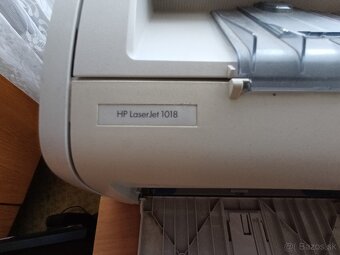 HP LaserJet 1018
© Bazos.sk